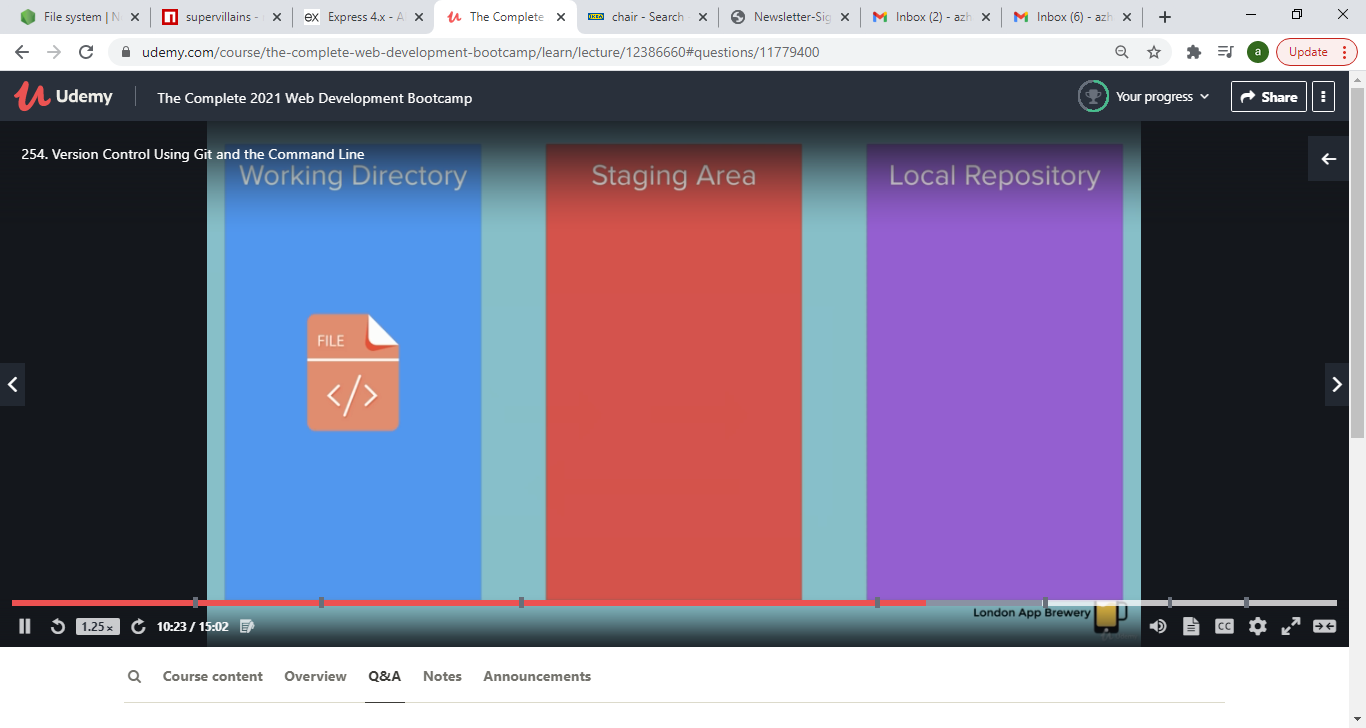 File system | N
supervillains -
Express 4.x - A
The Complete
chair - Search
Newsletter-Sig
Inbox (2) - azh
Inbox (6) - azh
udemy.com/course/the-complete-web-development-bootcamp/learn/lecture/12386660#questions/11779400
a
Update
Udemy
The Complete 2021 Web Development Bootcamp
Your progress
Share
254. Version Control Using Git and the Command Line
Working Directory
Staging Area
Local Repository
FILE
</>
London App Brewery
1.25x
10:23 / 15:02
CC
Course content
Overview
Q&A
Notes
Announcements